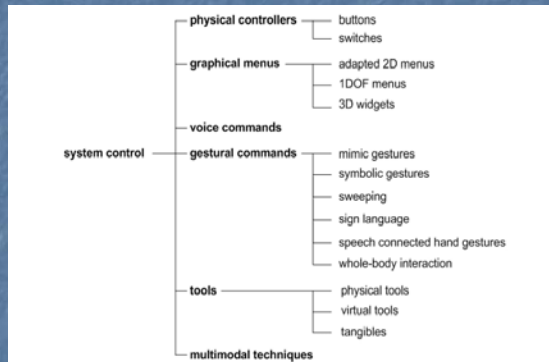 physical controllers
buttons
switches
graphical menus
adapted 2D menus
1DOF menus
3D widgets
voice commands
system control
gestural commands
mimic gestures
symbolic gestures
sweeping
sign language
speech connected hand gestures
whole-body interaction
tools
physical tools
virtual tools
tangibles
multimodal techniques